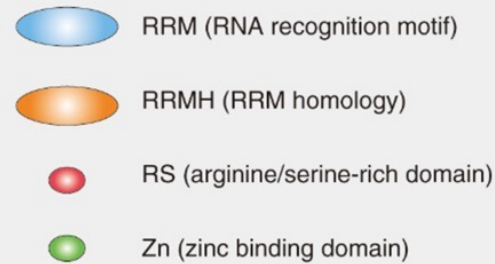 RRM (RNA recognition motif)
RRMH (RRM homology)
RS (arginine/serine-rich domain)
Zn (zinc binding domain)